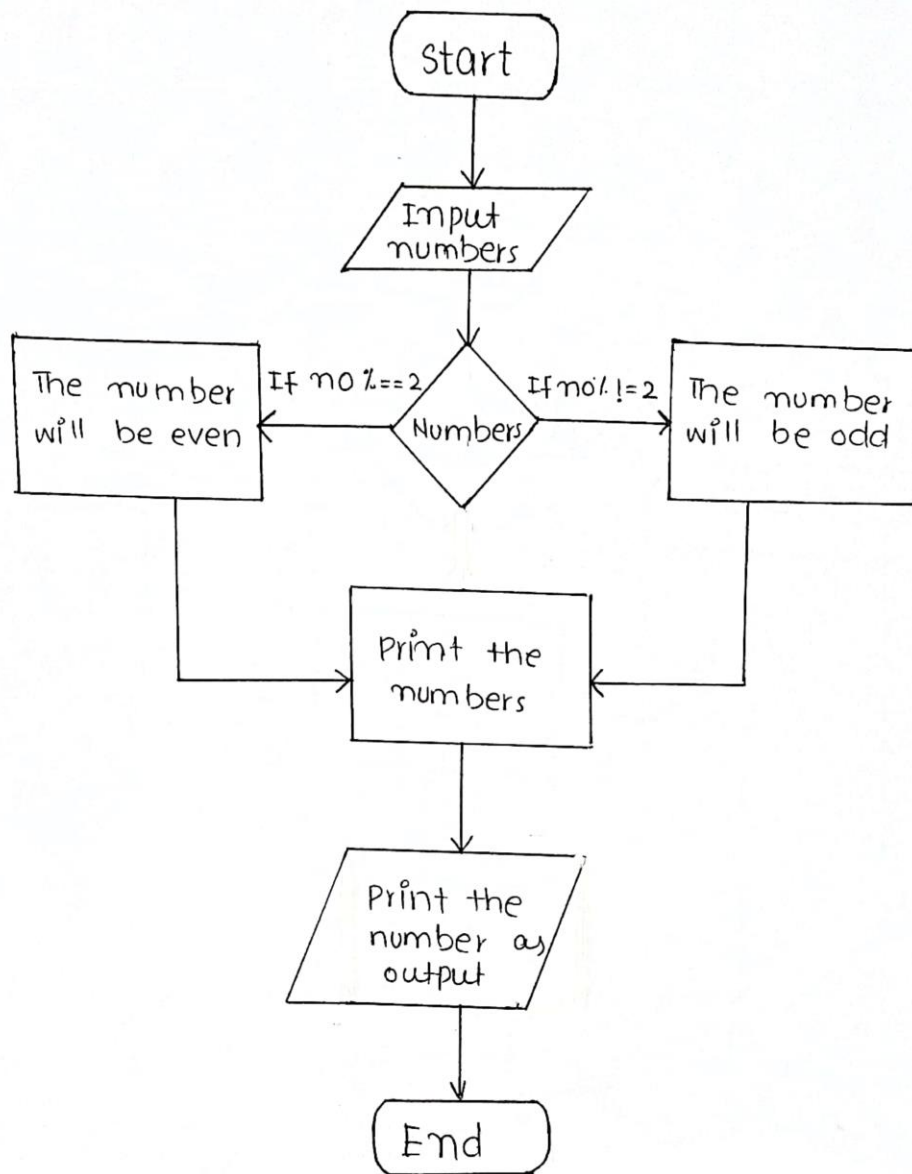 Start
Input
numbers
If no %==2
If no % !=2
The number
will be even
Numbers
The number
will be odd
Print the
numbers
Print the
number as
output
End